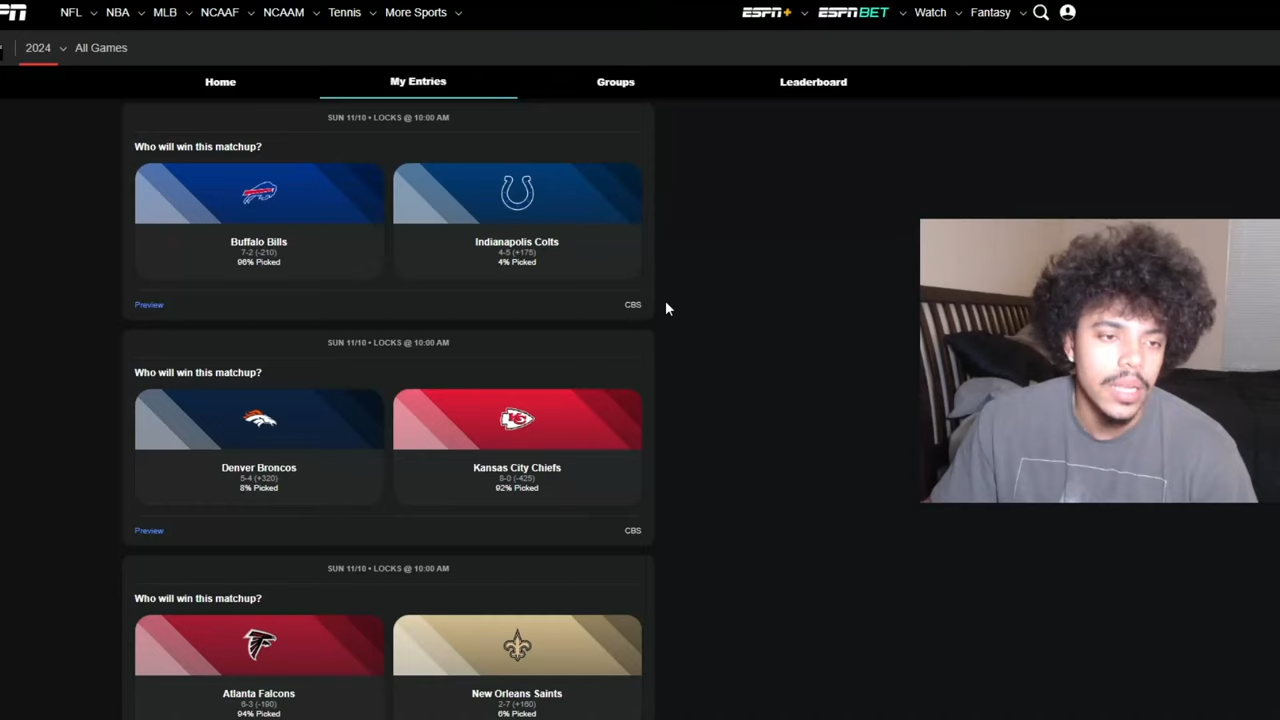 NFL NBA MLB NCAAF NCAAM Tennis More Sports ESPN+ ESPN BET Watch Fantasy
2024 All Games
Home My Entries Groups Leaderboard
SUN 11/10 • LOCKS @ 10:00 AM
Who will win this matchup?
Buffalo Bills Indianapolis Colts
7-2 (-210) 4-5 (+175)
96% Picked 4% Picked
Preview CBS
SUN 11/10 • LOCKS @ 10:00 AM
Who will win this matchup?
Denver Broncos Kansas City Chiefs
5-4 (+320) 8-0 (-425)
8% Picked 92% Picked
Preview CBS
SUN 11/10 • LOCKS @ 10:00 AM
Who will win this matchup?
Atlanta Falcons New Orleans Saints
6-3 (-190) 2-7 (+160)
94% Picked 6% Picked